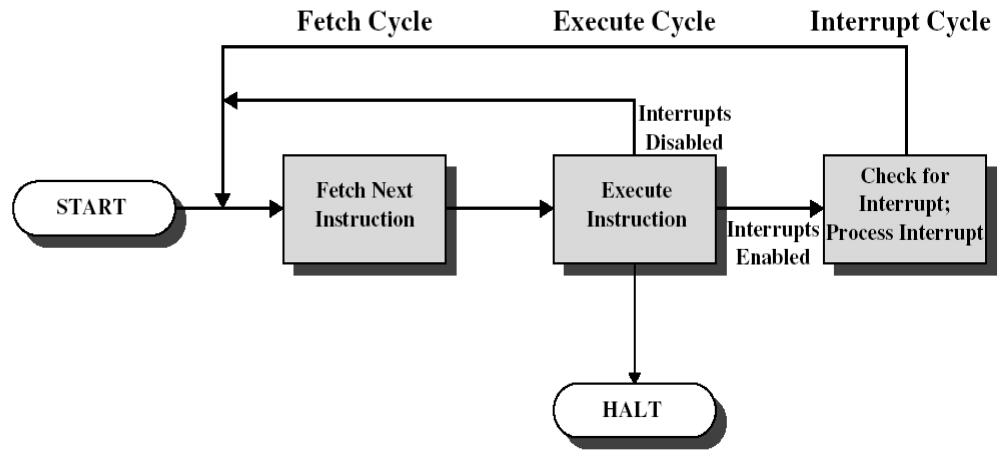 Fetch Cycle
Execute Cycle
Interrupt Cycle
Interrupts
Disabled
START
Fetch Next
Instruction
Execute
Instruction
Interrupts
Enabled
Check for
Interrupt;
Process Interrupt
HALT